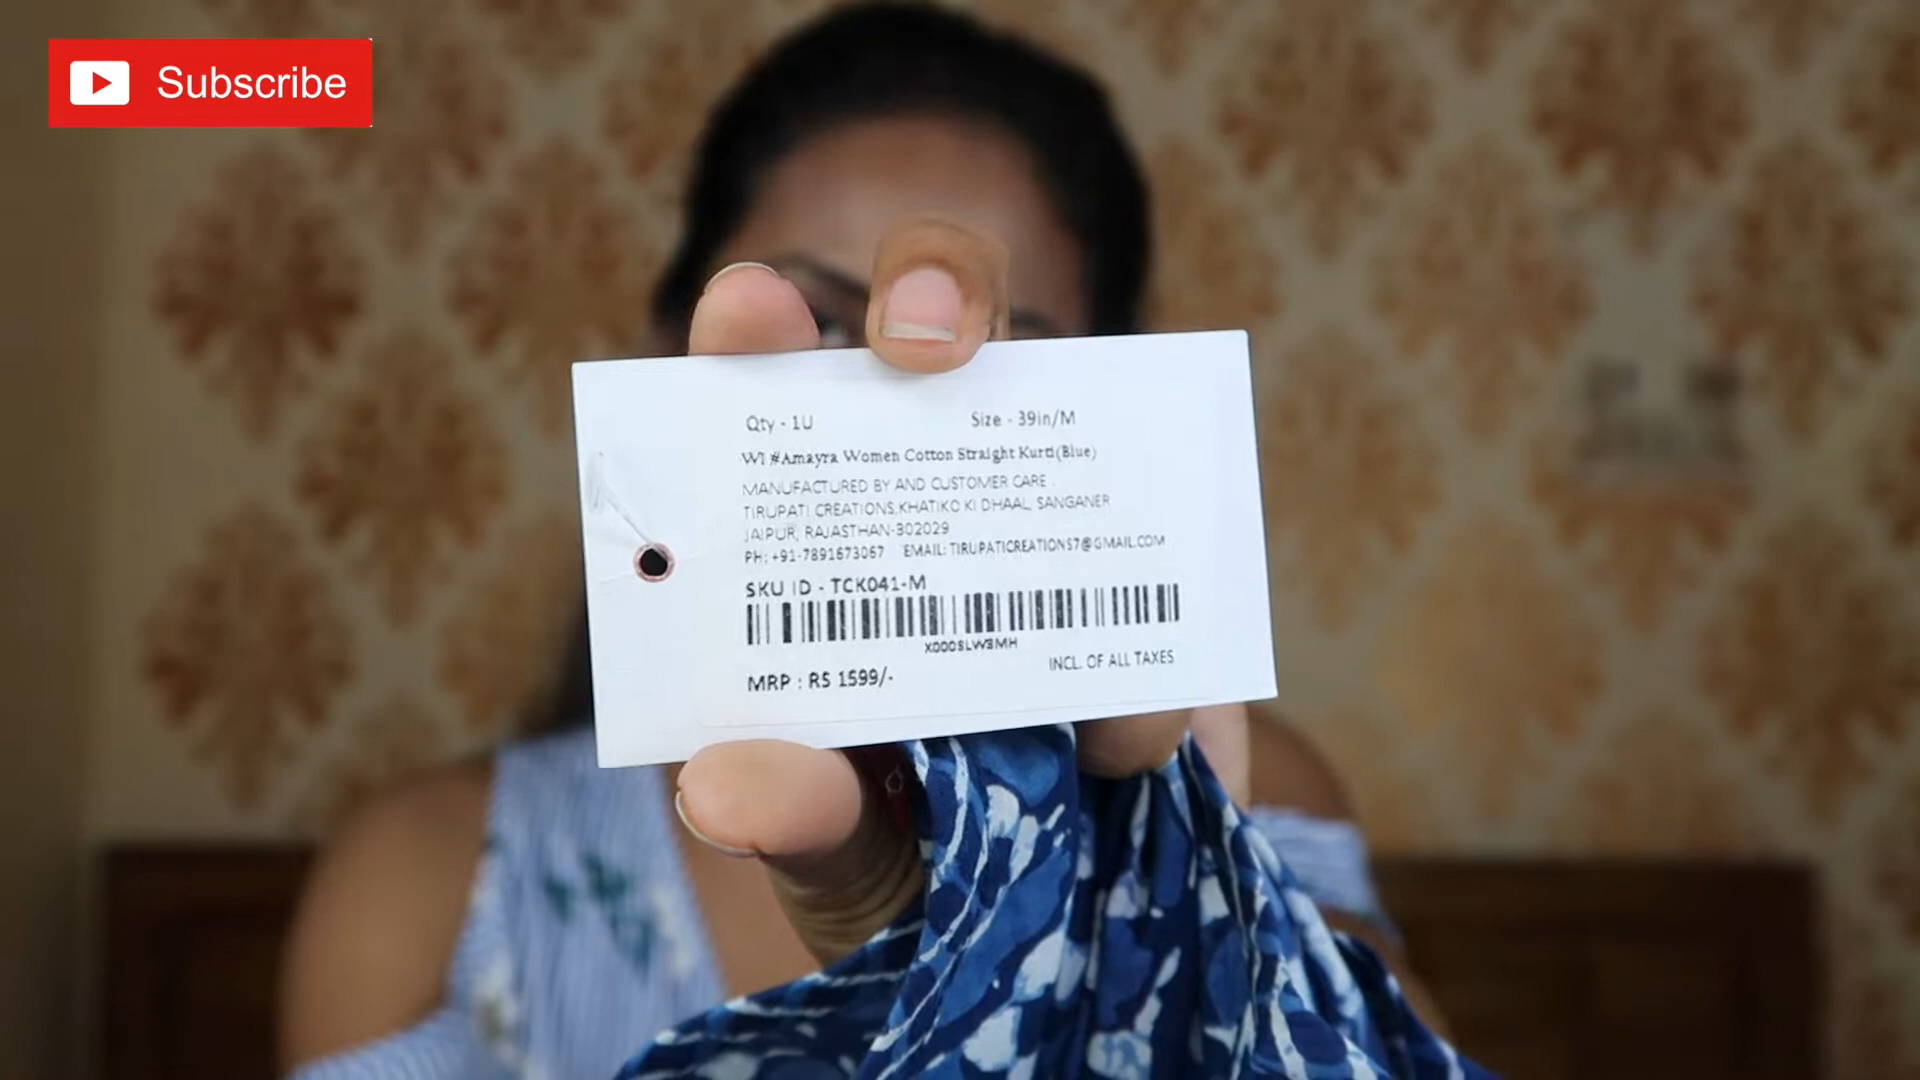 Subscribe
Qty - 1U Size - 39in/M
WI #Amayra Women Cotton Straight Kurti(Blue)
MANUFACTURED BY AND CUSTOMER CARE .
TIRUPATI CREATIONS,KHATIKO KI DHAAL, SANGANER
JAIPUR, RAJASTHAN-302029
PH; +91-7891673067 EMAIL: TIRUPATICREATIONS7@GMAIL.COM
SKU ID - TCK041-M
X000SLW3MH
MRP : RS 1599/- INCL. OF ALL TAXES